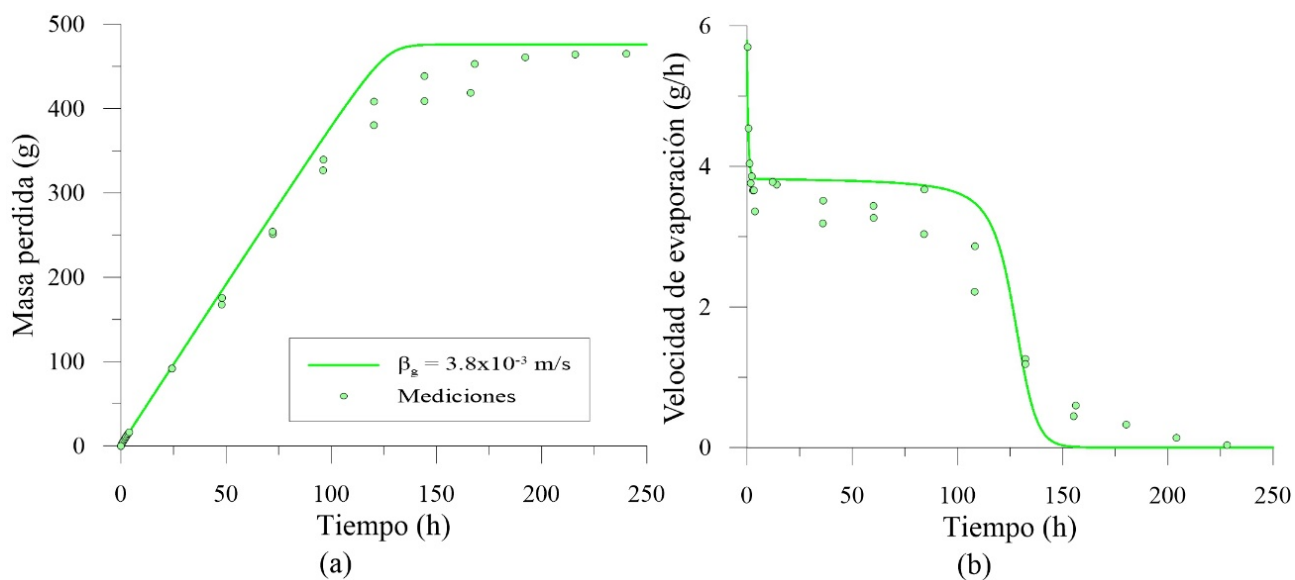 500
400
300
200
100
0
Masa perdida (g)
β_g = 3.8x10⁻³ m/s
Mediciones
0 50 100 150 200 250
Tiempo (h)
(a)
6
4
2
0
Velocidad de evaporación (g/h)
0 50 100 150 200 250
Tiempo (h)
(b)